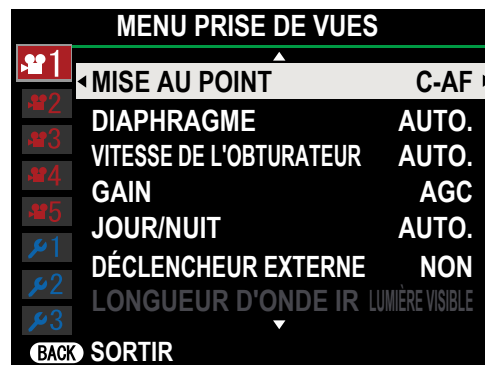 MENU PRISE DE VUES
1
MISE AU POINT C-AF
2
DIAPHRAGME AUTO.
3
VITESSE DE L'OBTURATEUR AUTO.
4
GAIN AGC
5
JOUR/NUIT AUTO.
1
DÉCLENCHEUR EXTERNE NON
2
LONGUEUR D'ONDE IR LUMIÈRE VISIBLE
3
BACK SORTIR